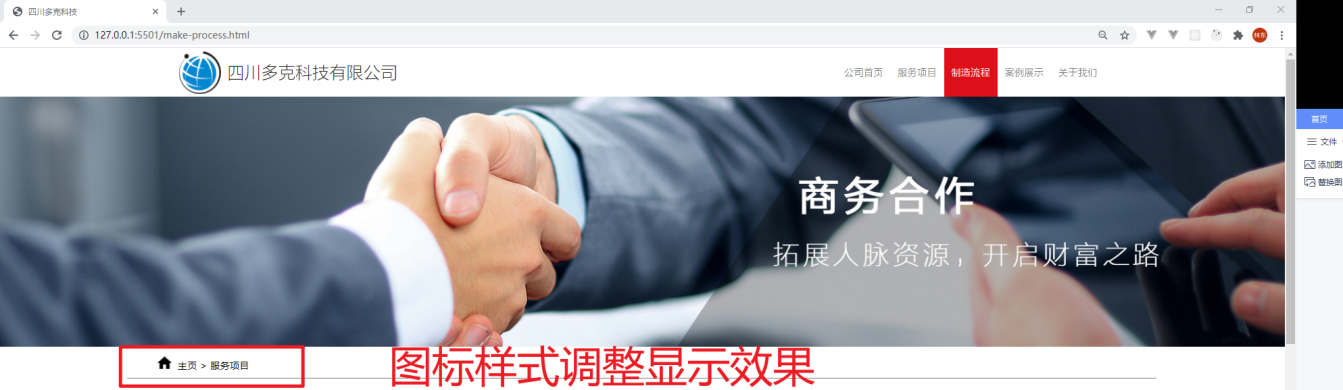 四川多克科技
127.0.0.1:5501/make-process.html
四川多克科技有限公司
公司首页 服务项目 制造流程 案例展示 关于我们
商务合作
拓展人脉资源，开启财富之路
主页 > 服务项目
图标样式调整显示效果
首页
文件
添加图
替换图